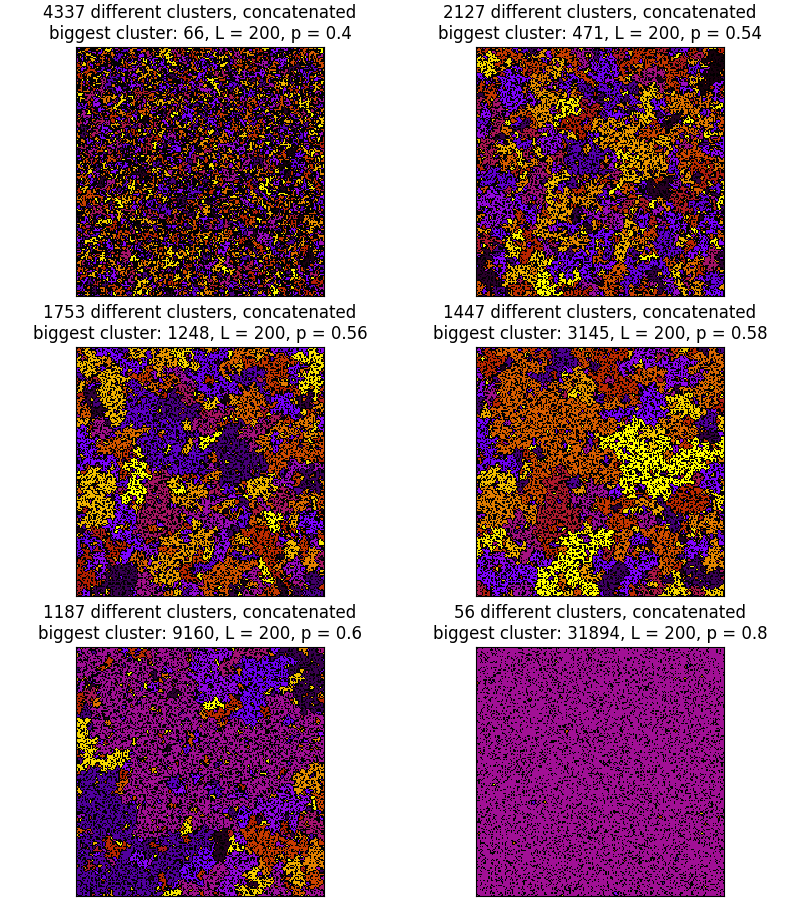 4337 different clusters, concatenated
biggest cluster: 66, L = 200, p = 0.4
2127 different clusters, concatenated
biggest cluster: 471, L = 200, p = 0.54
1753 different clusters, concatenated
biggest cluster: 1248, L = 200, p = 0.56
1447 different clusters, concatenated
biggest cluster: 3145, L = 200, p = 0.58
1187 different clusters, concatenated
biggest cluster: 9160, L = 200, p = 0.6
56 different clusters, concatenated
biggest cluster: 31894, L = 200, p = 0.8